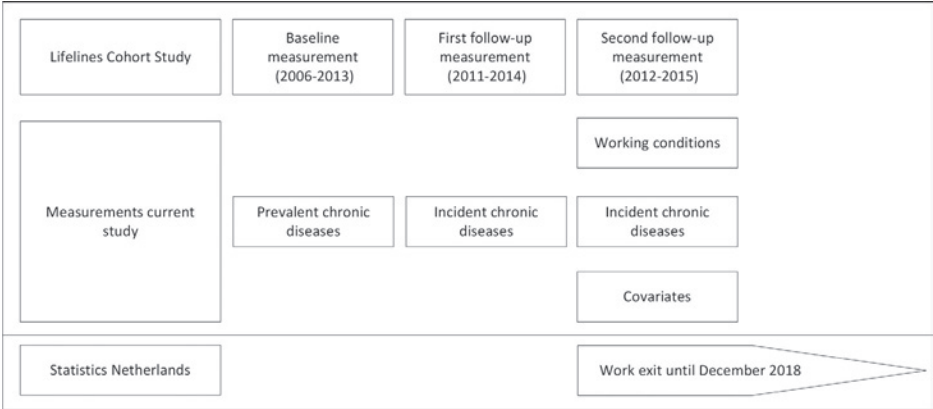 Lifelines Cohort Study
Baseline
measurement
(2006-2013)
First follow-up
measurement
(2011-2014)
Second follow-up
measurement
(2012-2015)
Working conditions
Measurements current
study
Prevalent chronic
diseases
Incident chronic
diseases
Incident chronic
diseases
Covariates
Statistics Netherlands
Work exit until December 2018